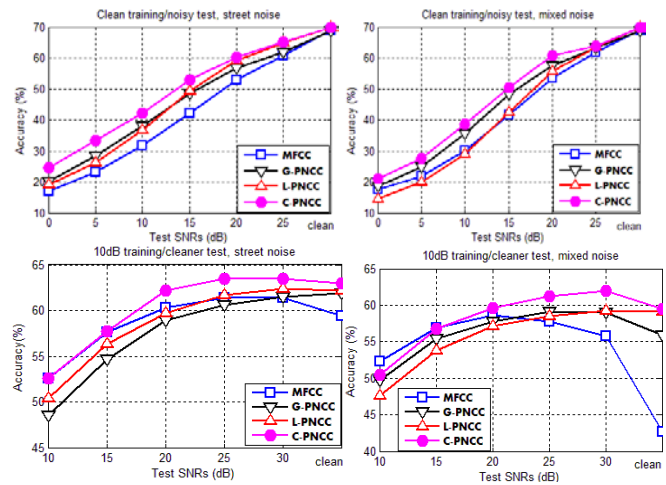 Clean training/noisy test, street noise
Accuracy (%)
70
60
50
40
30
20
10
MFCC
G-PNCC
L-PNCC
C-PNCC
0 5 10 15 20 25 clean
Test SNRs (dB)
Clean training/noisy test, mixed noise
Accuracy (%)
70
60
50
40
30
20
10
MFCC
G-PNCC
L-PNCC
C-PNCC
0 5 10 15 20 25 clean
Test SNRs (dB)
10dB training/cleaner test, street noise
Accuracy(%)
65
60
55
50
45
MFCC
G-PNCC
L-PNCC
C-PNCC
10 15 20 25 30 clean
Test SNRs (dB)
10dB training/cleaner test, mixed noise
Accuracy(%)
65
60
55
50
45
40
MFCC
G-PNCC
L-PNCC
C-PNCC
10 15 20 25 30 clean
Test SNRs (dB)